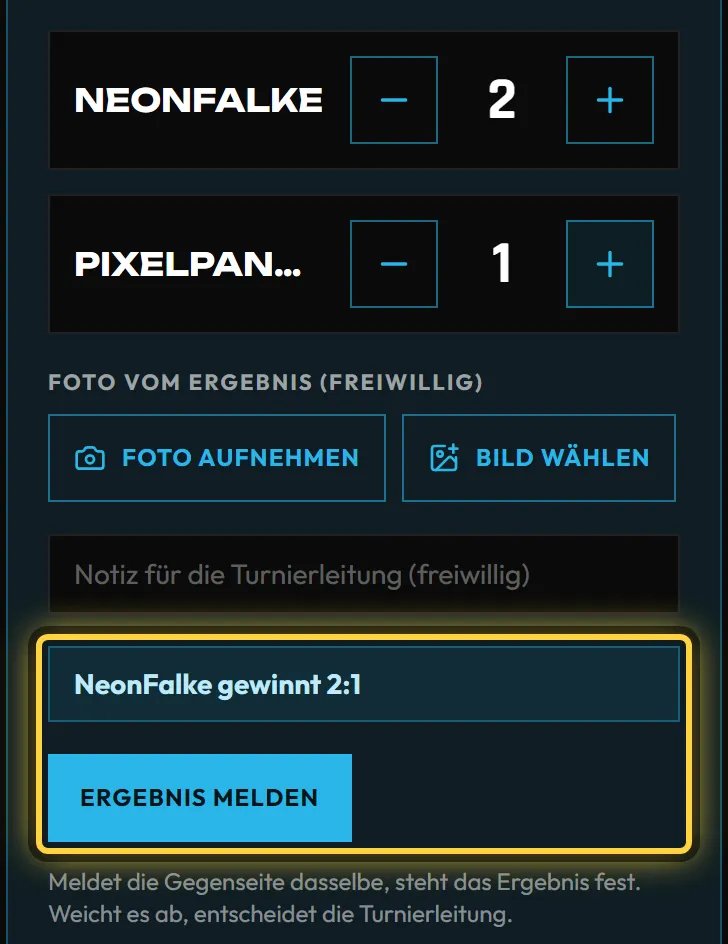 NEONFALKE − 2 +
PIXELPAN... − 1 +
FOTO VOM ERGEBNIS (FREIWILLIG)
FOTO AUFNEHMEN BILD WÄHLEN
Notiz für die Turnierleitung (freiwillig)
NeonFalke gewinnt 2:1
ERGEBNIS MELDEN
Meldet die Gegenseite dasselbe, steht das Ergebnis fest.
Weicht es ab, entscheidet die Turnierleitung.